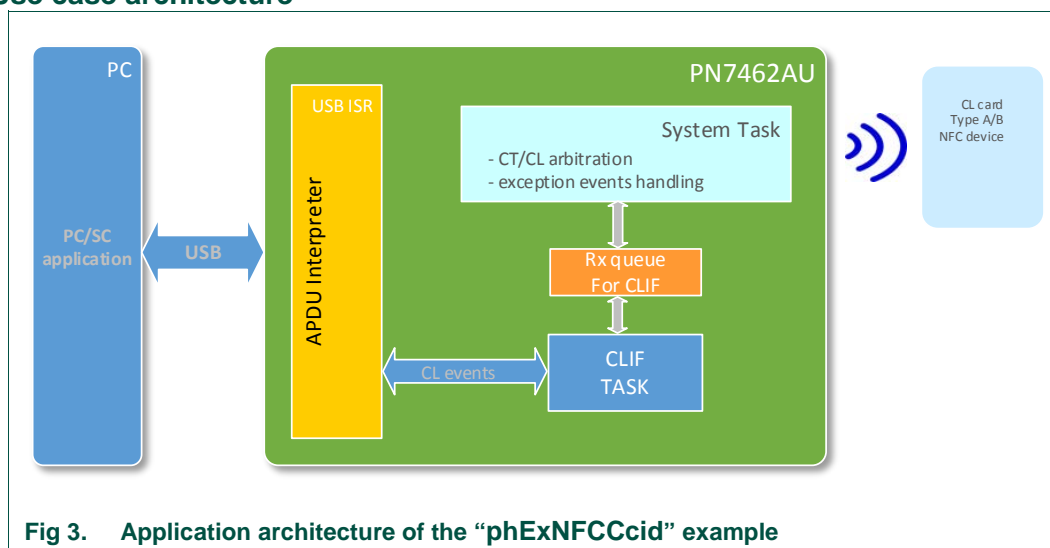 PC
PC/SC
application
USB
PN7462AU
USB ISR
APDU Interpreter
System Task
- CT/CL arbitration
- exception events handling
Rx queue
For CLIF
CL events
CLIF
TASK
CL card
Type A/B
NFC device
Fig 3. Application architecture of the “phExNFCCcid” example